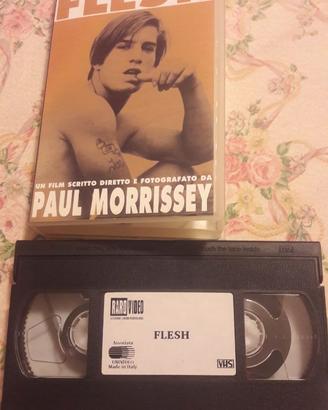 FLESH
UN FILM SCRITTO DIRETTO E FOTOGRAFATO DA
PAUL MORRISSEY
RARO VIDEO
FLESH
Made in Italy
VHS